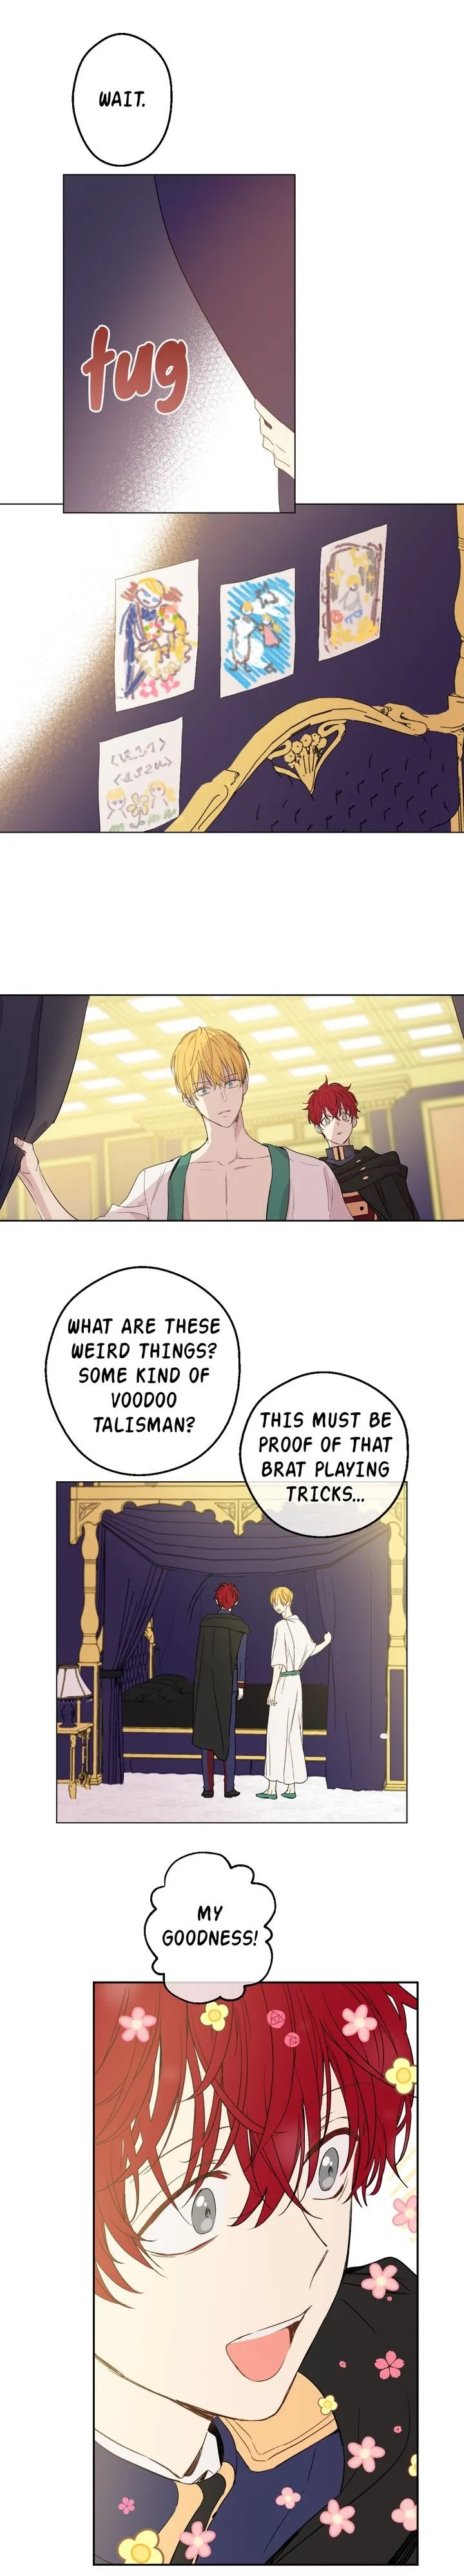 WAIT.
tug
WHAT ARE THESE
WEIRD THINGS?
SOME KIND OF
VOODOO
TALISMAN?
THIS MUST BE
PROOF OF THAT
BRAT PLAYING
TRICKS...
MY
GOODNESS!